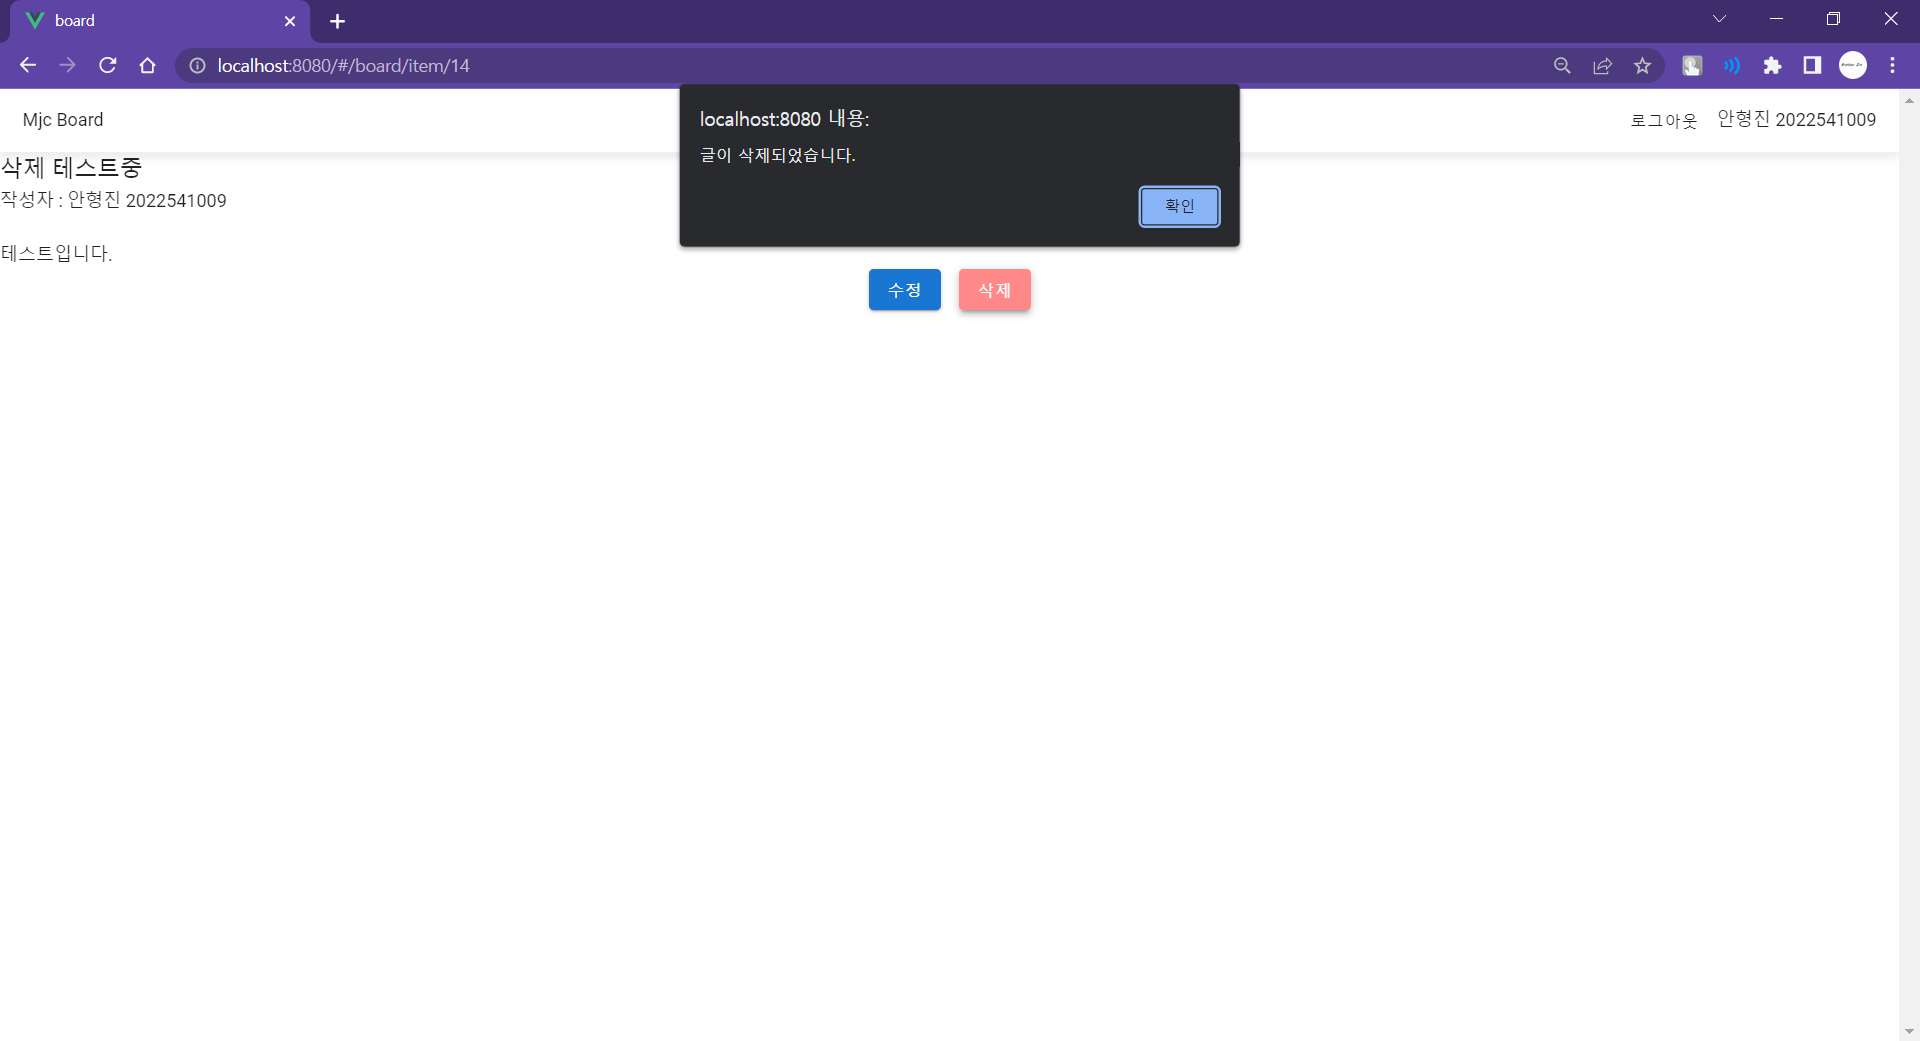 board
localhost:8080/#/board/item/14
Mjc Board
로그아웃
안형진 2022541009
localhost:8080 내용:
글이 삭제되었습니다.
확인
삭제 테스트중
작성자 : 안형진 2022541009
테스트입니다.
수정
삭제